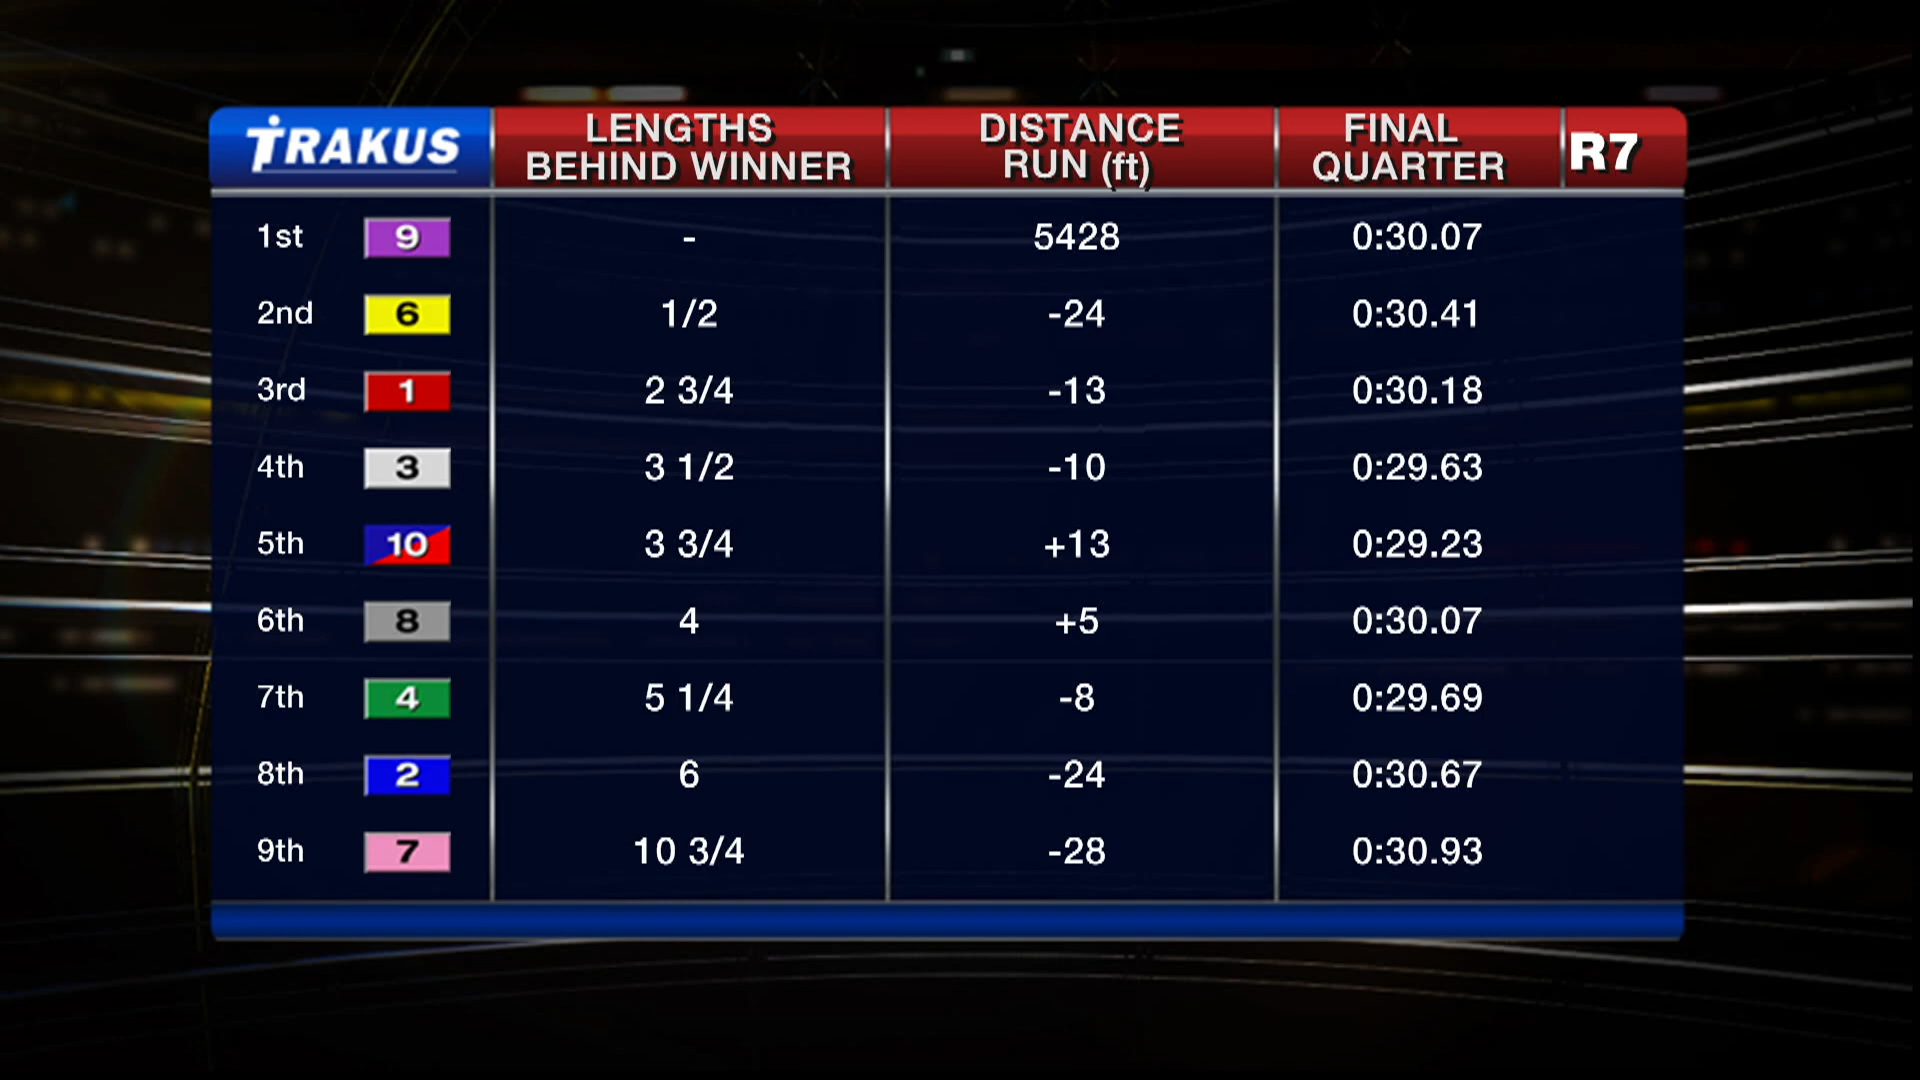 TRAKUS
LENGTHS BEHIND WINNER
DISTANCE RUN (ft)
FINAL QUARTER
R7
1st 9 - 5428 0:30.07
2nd 6 1/2 -24 0:30.41
3rd 1 2 3/4 -13 0:30.18
4th 3 3 1/2 -10 0:29.63
5th 10 3 3/4 +13 0:29.23
6th 8 4 +5 0:30.07
7th 4 5 1/4 -8 0:29.69
8th 2 6 -24 0:30.67
9th 7 10 3/4 -28 0:30.93